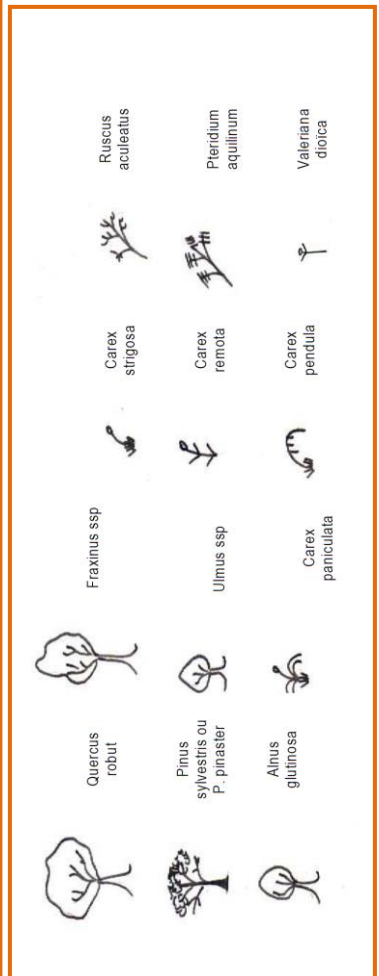 Quercus
robut
Fraxinus ssp
Carex
strigosa
Ruscus
aculeatus
Pinus
sylvestris ou
P. pinaster
Ulmus ssp
Carex
remota
Pteridium
aquilinum
Alnus
glutinosa
Carex
paniculata
Carex
pendula
Valeriana
dioica